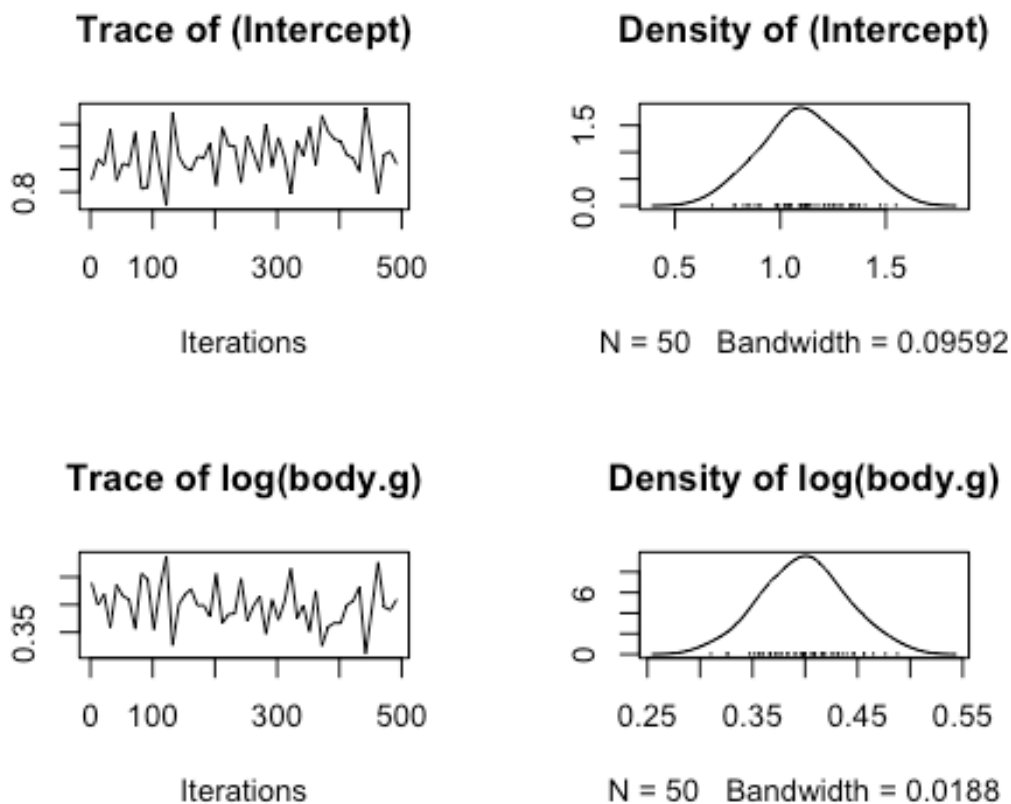 Trace of (Intercept)
Density of (Intercept)
0.8
0 100 300 500
Iterations
0.0 1.5
0.5 1.0 1.5
N = 50 Bandwidth = 0.09592
Trace of log(body.g)
Density of log(body.g)
0.35
0 100 300 500
Iterations
0 6
0.25 0.35 0.45 0.55
N = 50 Bandwidth = 0.0188